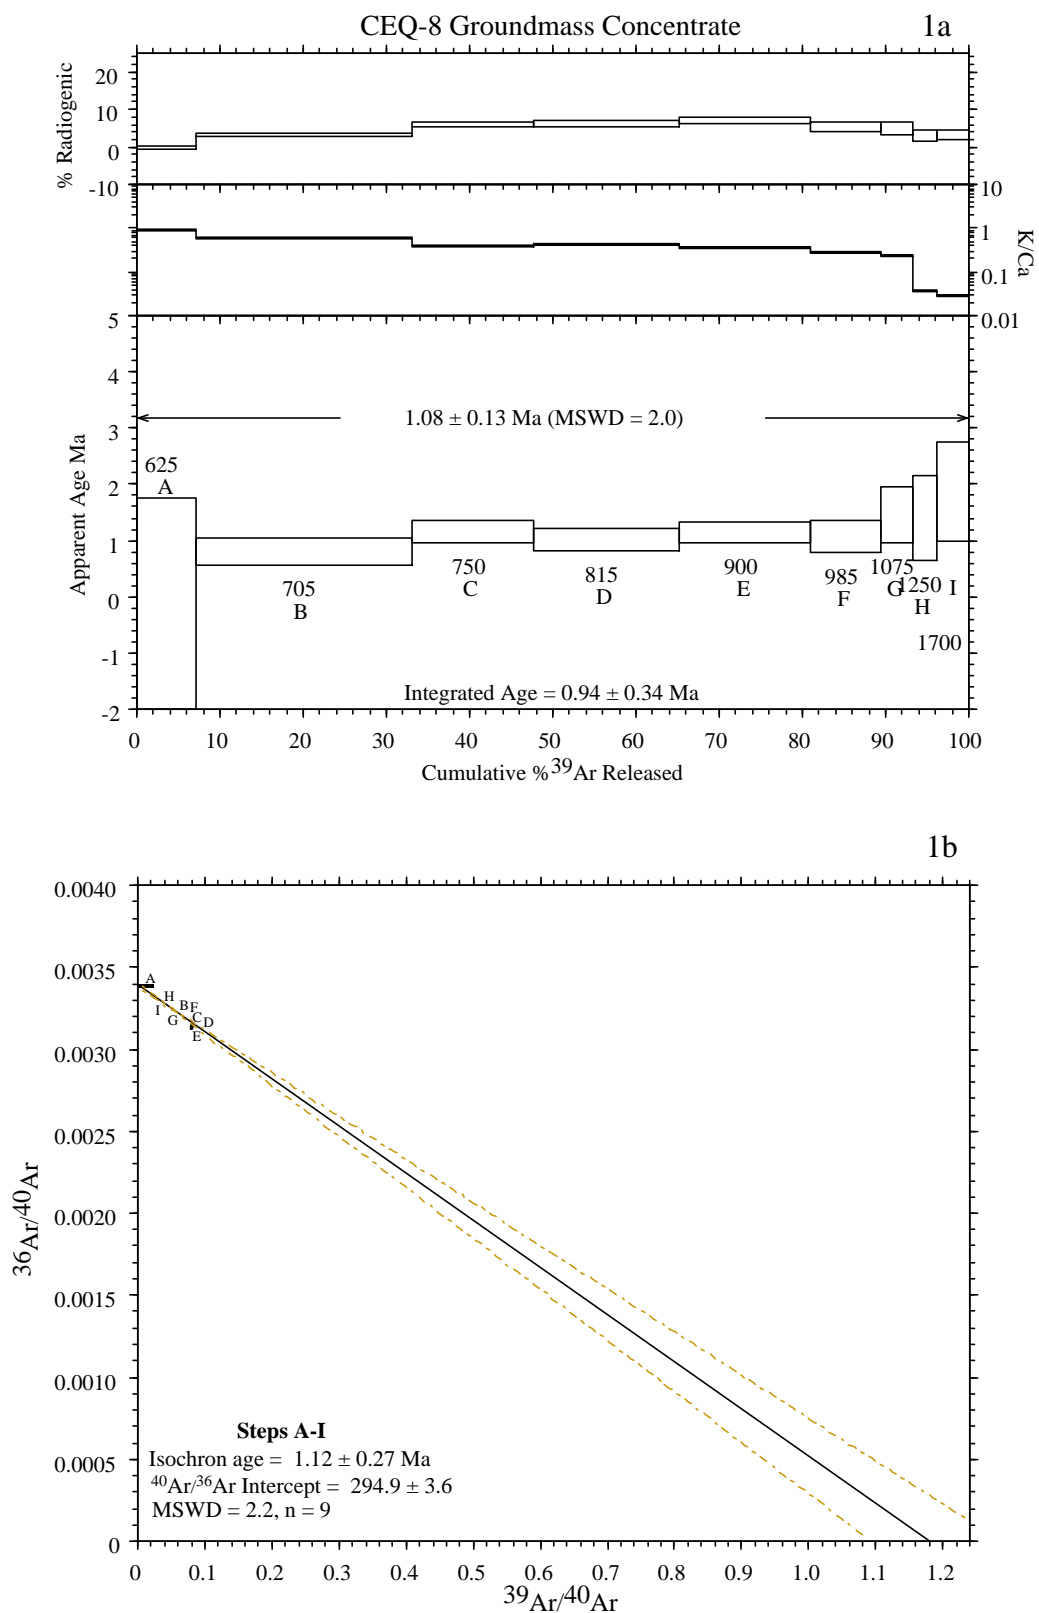 CEQ-8 Groundmass Concentrate
1a
% Radiogenic
20
10
0
-10
10
1
0.1
0.01
K/Ca
Apparent Age Ma
5
4
3
2
1
0
-1
-2
1.08 ± 0.13 Ma (MSWD = 2.0)
625
A
705
B
750
C
815
D
900
E
985
F
1075
G
1250
H
I
1700
Integrated Age = 0.94 ± 0.34 Ma
0 10 20 30 40 50 60 70 80 90 100
Cumulative % 39Ar Released
1b
36Ar/40Ar
0.0040
0.0035
0.0030
0.0025
0.0020
0.0015
0.0010
0.0005
0
A
H
I
B F
G
C D
E
Steps A-I
Isochron age = 1.12 ± 0.27 Ma
40Ar/36Ar Intercept = 294.9 ± 3.6
MSWD = 2.2, n = 9
0 0.1 0.2 0.3 0.4 0.5 0.6 0.7 0.8 0.9 1.0 1.1 1.2
39Ar/40Ar